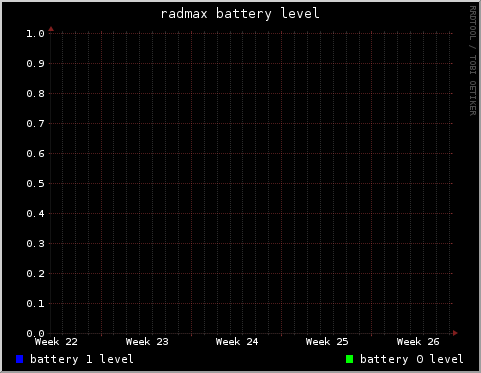 radmax battery level
RRDTOOL / TOBI OETIKER
1.0
0.9
0.8
0.7
0.6
0.5
0.4
0.3
0.2
0.1
0.0
Week 22 Week 23 Week 24 Week 25 Week 26
battery 1 level battery 0 level